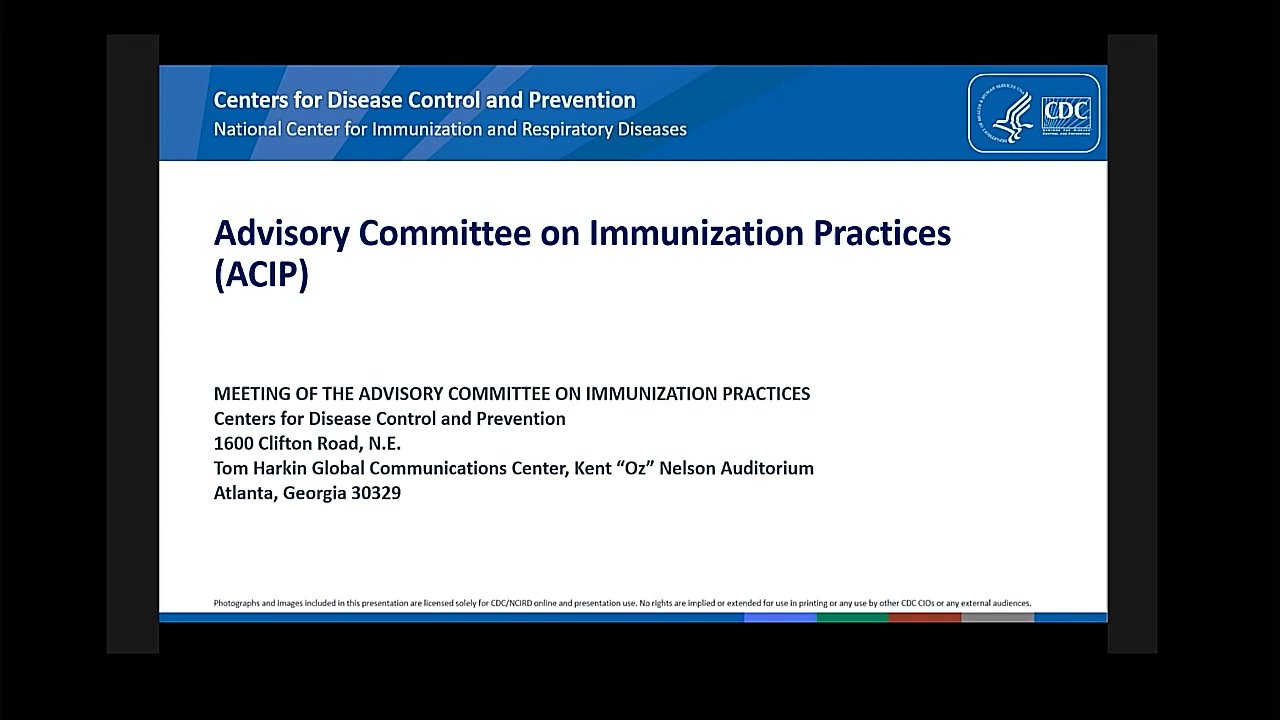 Centers for Disease Control and Prevention
National Center for Immunization and Respiratory Diseases
CDC
Advisory Committee on Immunization Practices
(ACIP)
MEETING OF THE ADVISORY COMMITTEE ON IMMUNIZATION PRACTICES
Centers for Disease Control and Prevention
1600 Clifton Road, N.E.
Tom Harkin Global Communications Center, Kent “Oz” Nelson Auditorium
Atlanta, Georgia 30329
Photographs and images included in this presentation are licensed solely for CDC/NCIRD online and presentation use. No rights are implied or extended for use in printing or any use by other CDC CIOs or any external audiences.